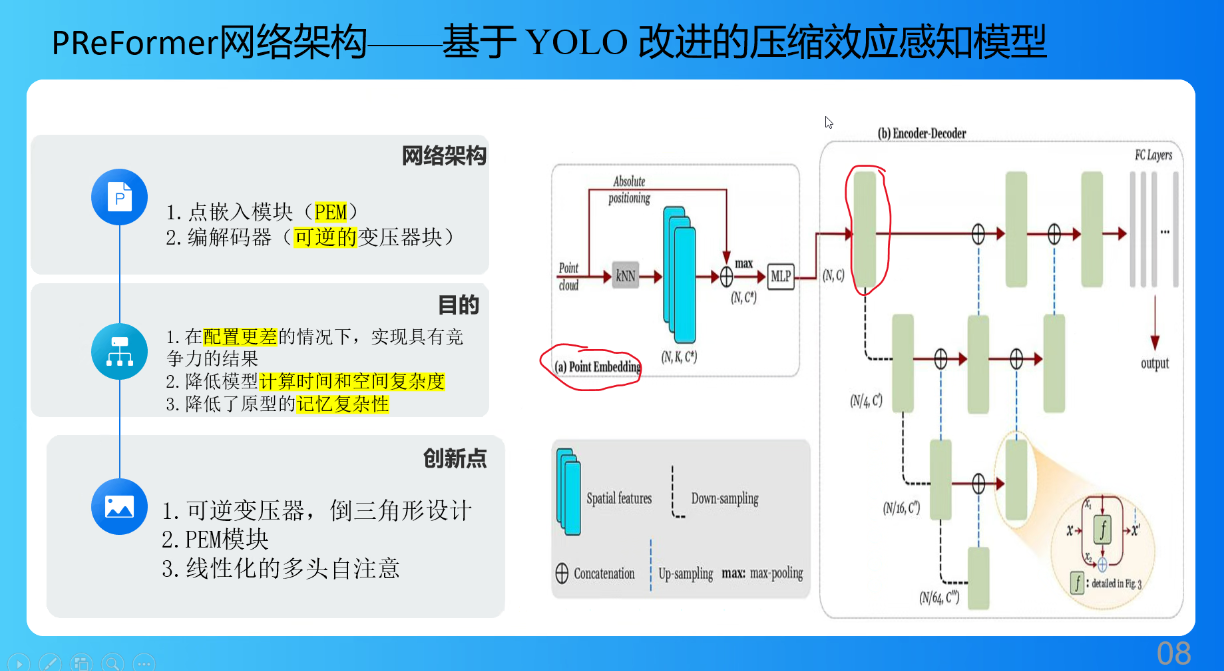 PReFormer网络架构——基于 YOLO 改进的压缩效应感知模型
网络架构
P
1.点嵌入模块（PEM）
2.编解码器（可逆的变压器块）
目的
1.在配置更差的情况下，实现具有竞
争力的结果
2.降低模型计算时间和空间复杂度
3.降低了原型的记忆复杂性
创新点
1.可逆变压器，倒三角形设计
2.PEM模块
3.线性化的多头自注意
Absolute
positioning
Point
cloud
kNN
max
MLP
(N, C*)
(N, K, C*)
(a) Point Embedding
Spatial features
Down-sampling
Concatenation
Up-sampling
max: max-pooling
(b) Encoder-Decoder
FC Layers
(N, C)
...
output
(N/4, C')
(N/16, C'')
(N/64, C''')
x₁
X
f
X'
x₂
f : detailed in Fig. 3
08